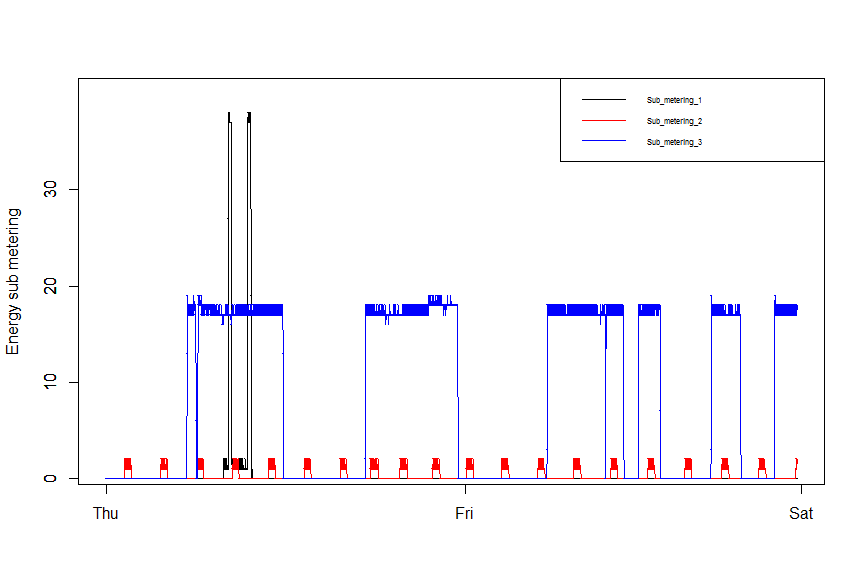 Sub_metering_1
Sub_metering_2
Sub_metering_3
Energy sub metering
30
20
10
0
Thu Fri Sat